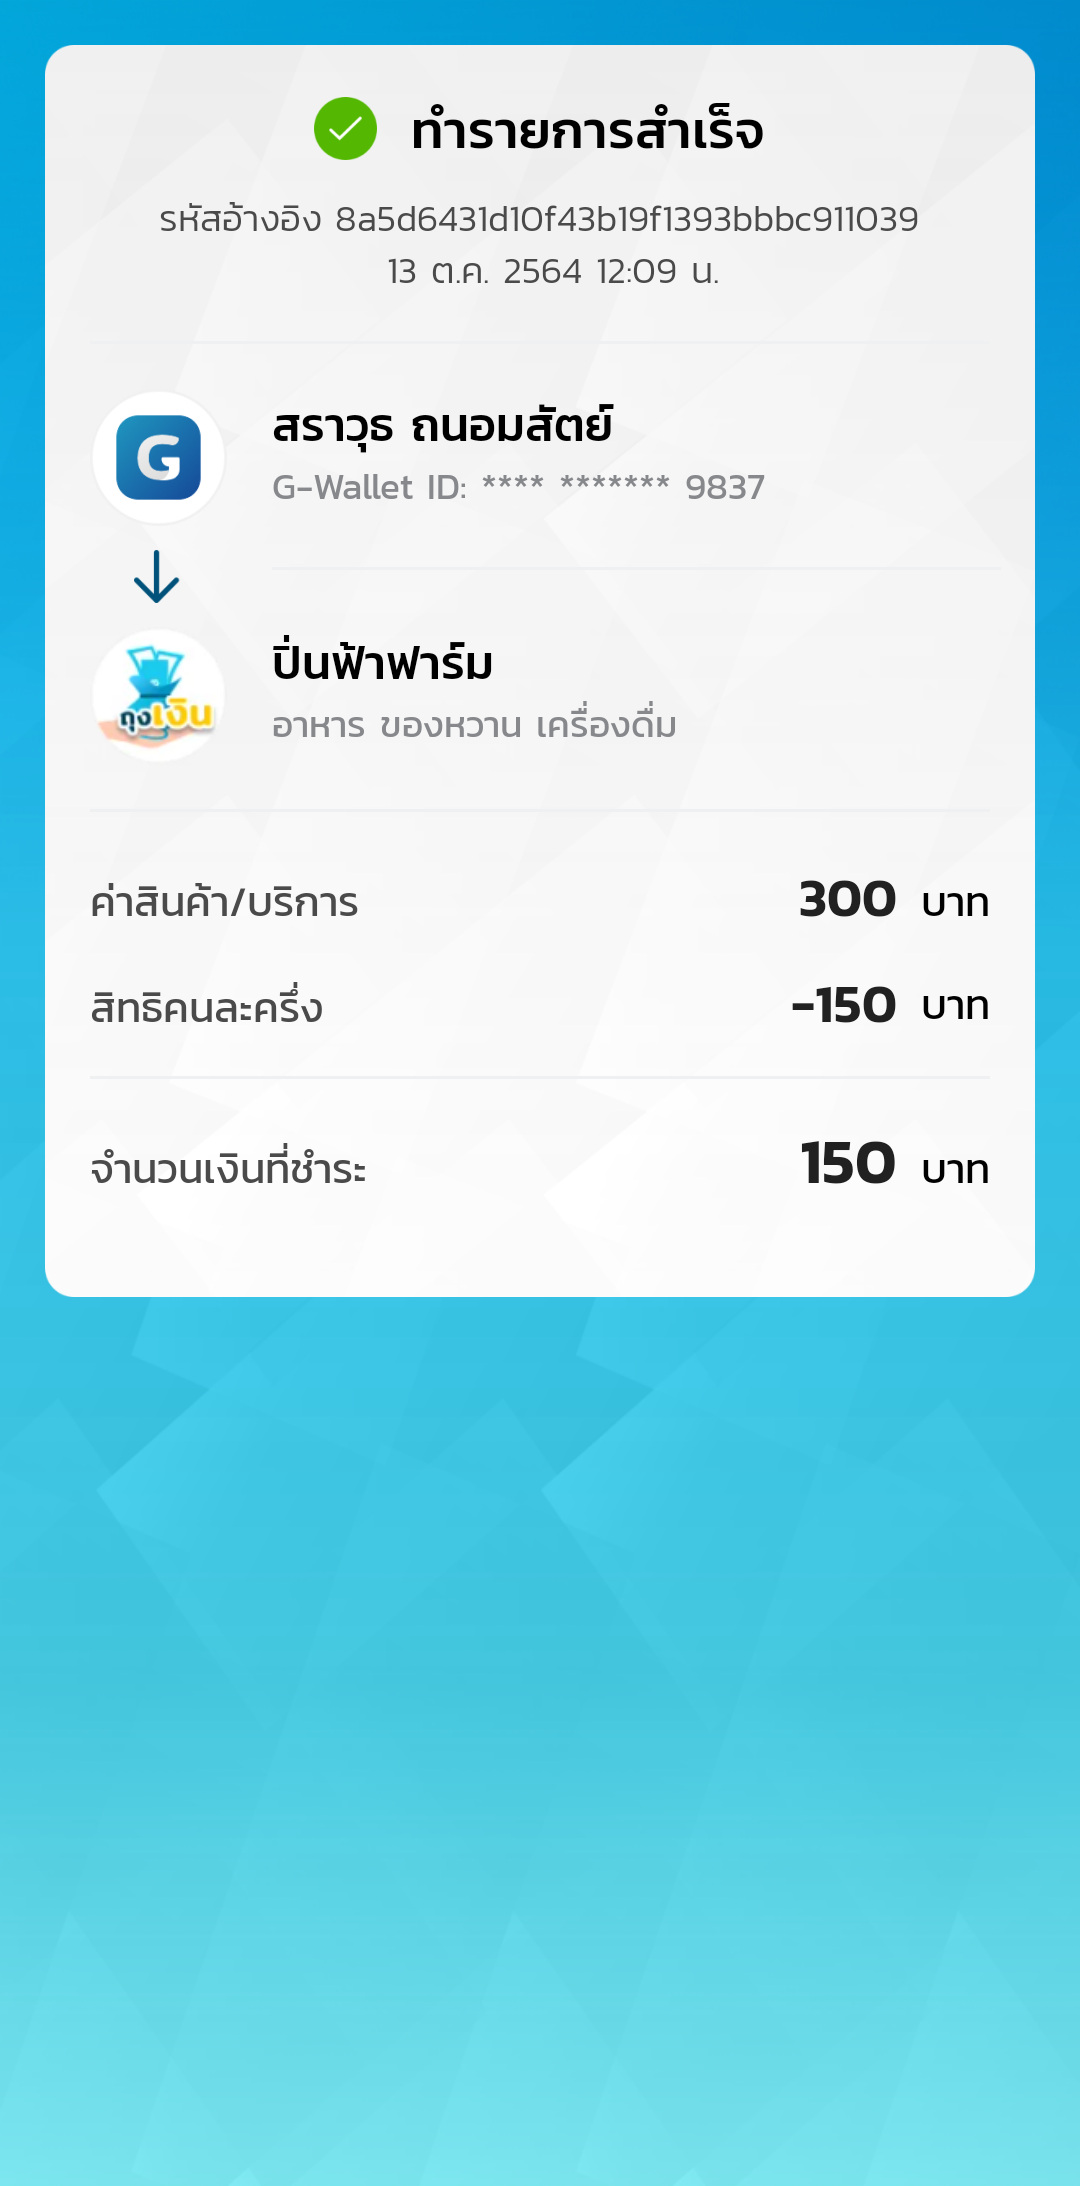 ทำรายการสำเร็จ
รหัสอ้างอิง 8a5d6431d10f43b19f1393bbbc911039
13 ต.ค. 2564 12:09 น.
G
สราวุธ ถนอมสัตย์
G-Wallet ID: **** ******* 9837
ถุงเงิน
ปิ่นฟ้าฟาร์ม
อาหาร ของหวาน เครื่องดื่ม
ค่าสินค้า/บริการ 300 บาท
สิทธิคนละครึ่ง -150 บาท
จำนวนเงินที่ชำระ 150 บาท